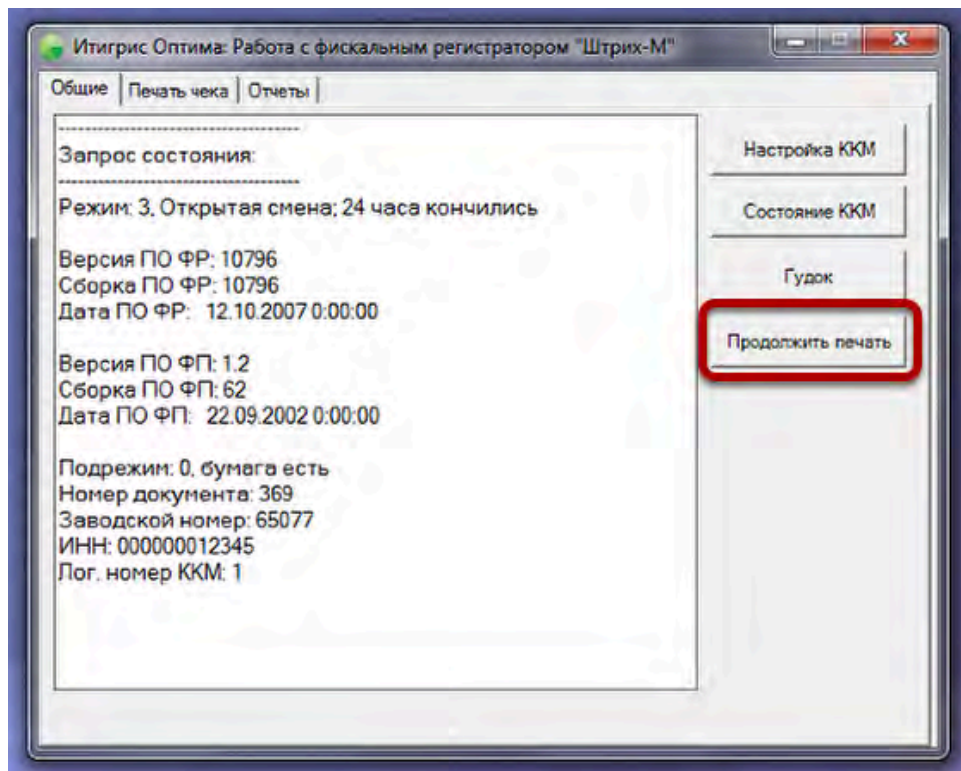 Итигрис Оптима: Работа с фискальным регистратором "Штрих-М"
Общие Печать чека Отчеты
------------------------------------
Запрос состояния:
------------------------------------
Режим: 3, Открытая смена; 24 часа кончились
Версия ПО ФР: 10796
Сборка ПО ФР: 10796
Дата ПО ФР: 12.10.2007 0:00:00
Версия ПО ФП: 1.2
Сборка ПО ФП: 62
Дата ПО ФП: 22.09.2002 0:00:00
Подрежим: 0, бумага есть
Номер документа: 369
Заводской номер: 65077
ИНН: 000000012345
Лог. номер ККМ: 1
Настройка ККМ
Состояние ККМ
Гудок
Продолжить печать